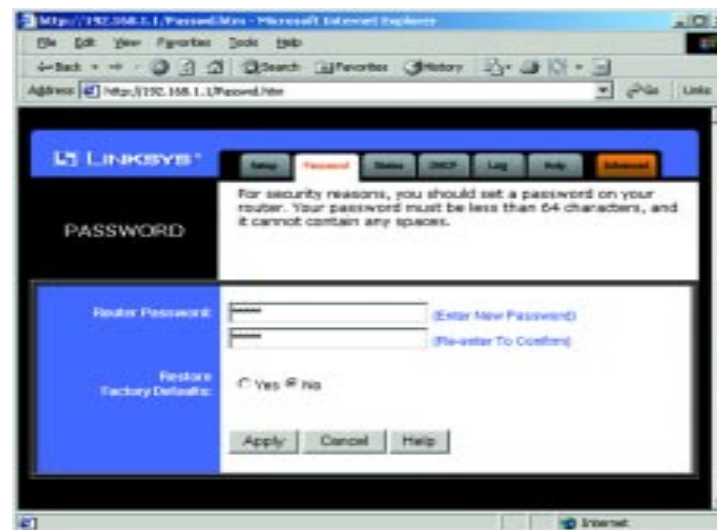 http://192.168.1.1/Passwd.htm - Microsoft Internet Explorer
File Edit View Favorites Tools Help
Back Search Favorites History
Address http://192.168.1.1/Passwd.htm Go Links
LINKSYS®
Setup Password Status DHCP Log Help Advanced
PASSWORD
For security reasons, you should set a password on your
router. Your password must be less than 64 characters, and
it cannot contain any spaces.
Router Password: (Enter New Password)
(Re-enter To Confirm)
Restore
Factory Defaults: Yes No
Apply Cancel Help
Internet